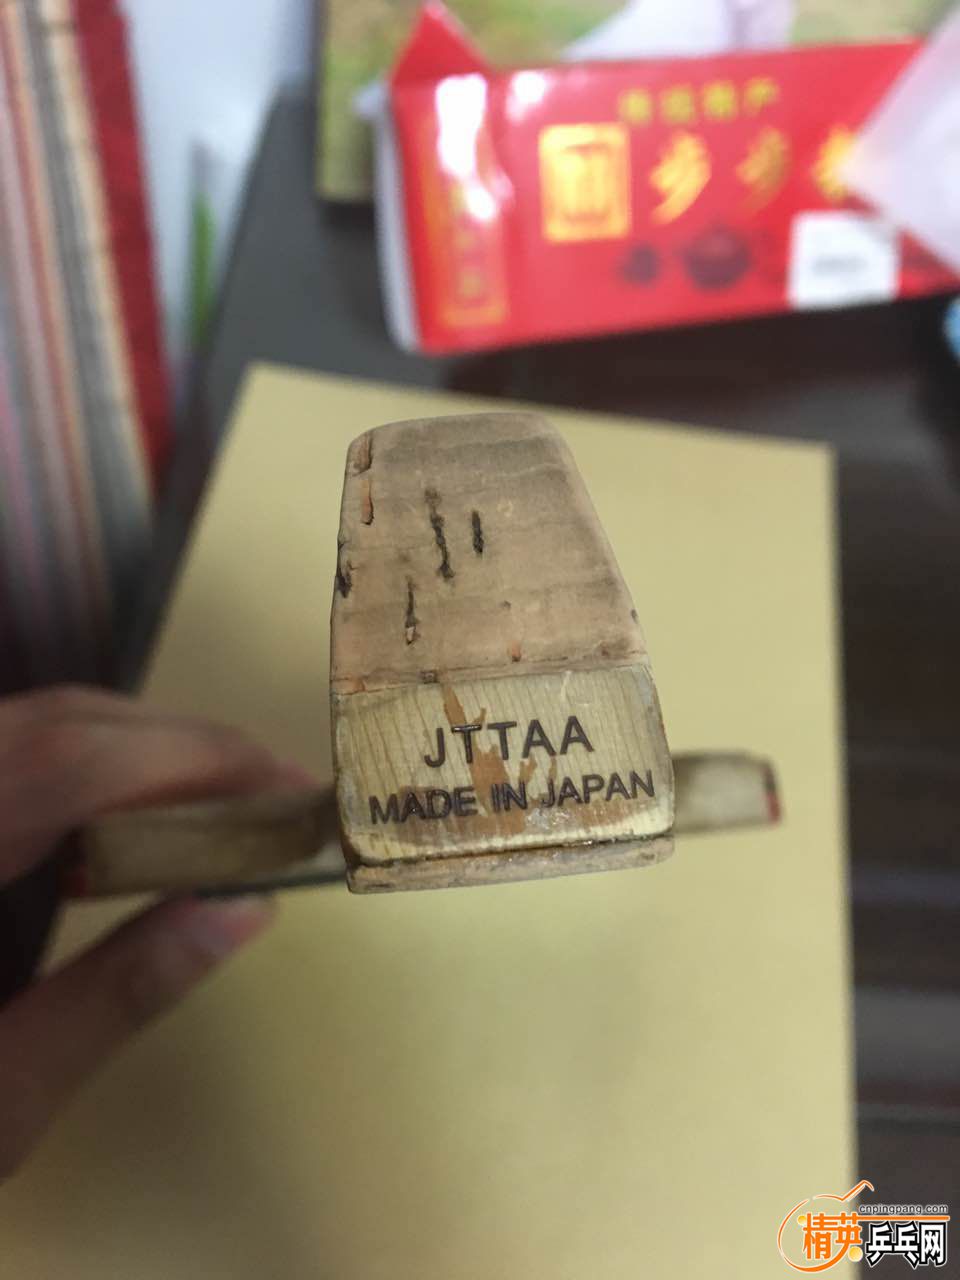 步步
JTTAA
MADE IN JAPAN
cnpingpang.com
精英乒乓网